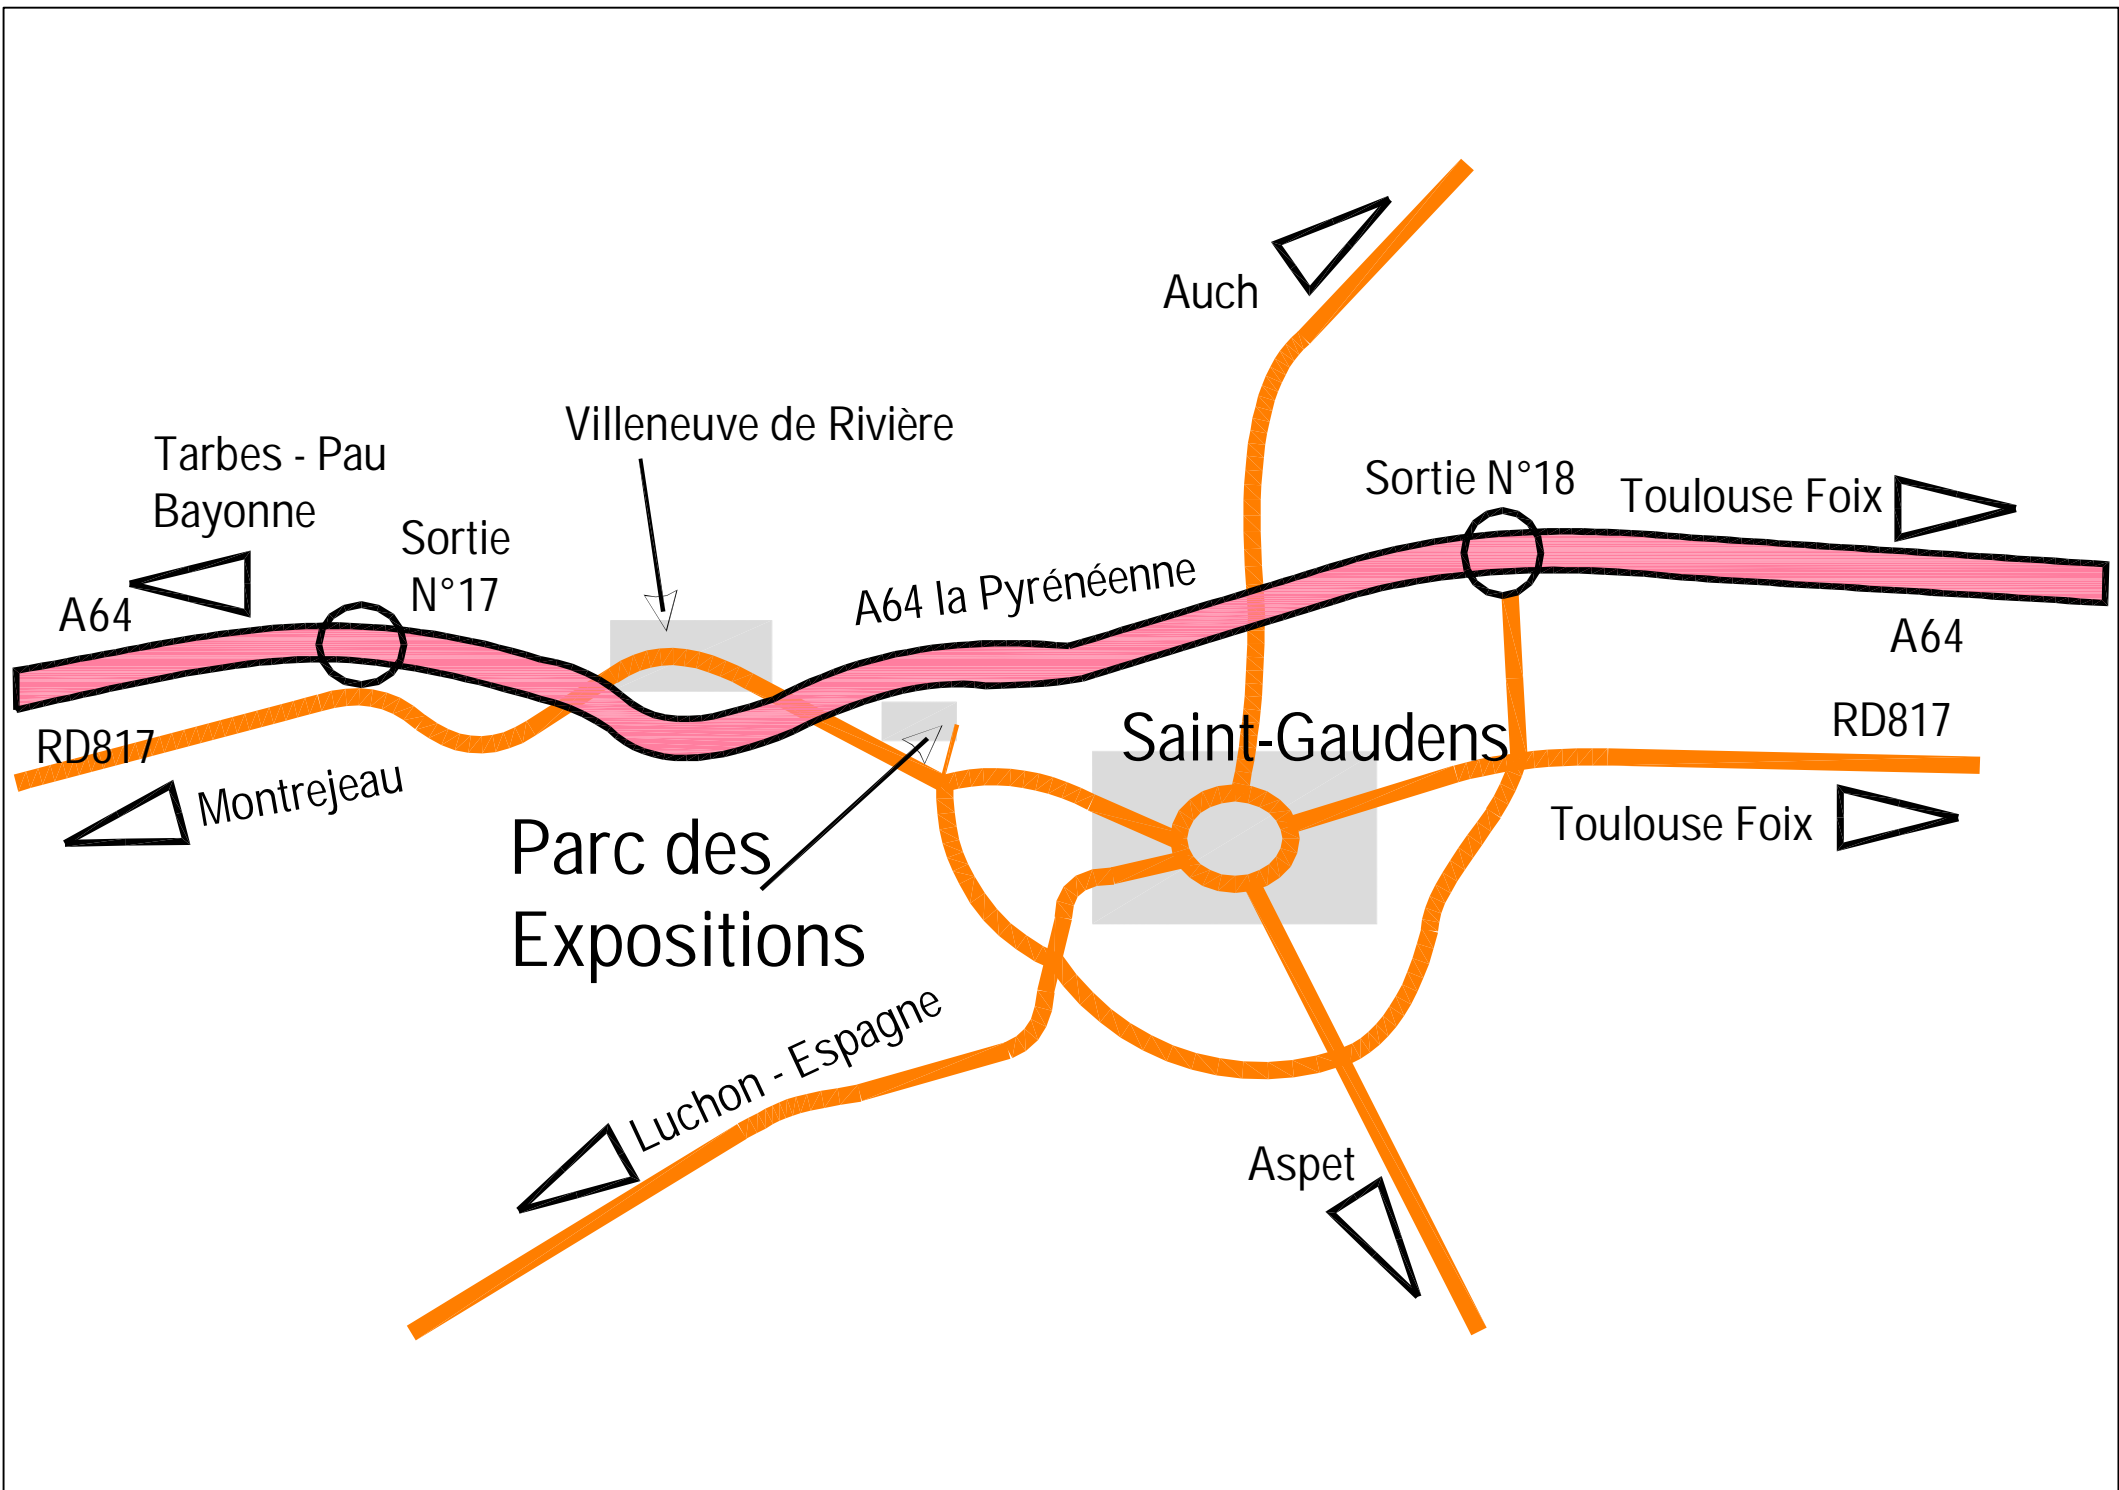 Auch
Villeneuve de Rivière
Tarbes - Pau
Bayonne
Sortie N°18
Toulouse Foix
Sortie
N°17
A64 la Pyrénéenne
A64
A64
RD817
Saint-Gaudens
RD817
Montrejeau
Toulouse Foix
Parc des
Expositions
Luchon - Espagne
Aspet